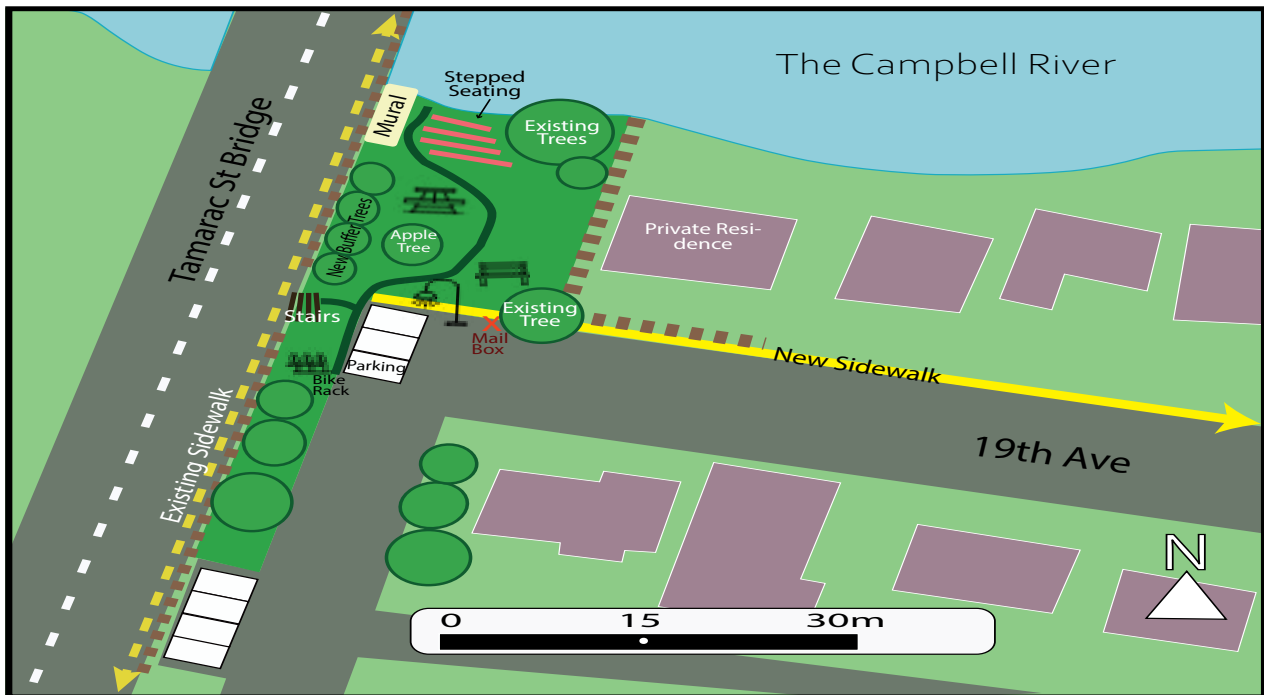 The Campbell River
Stepped
Seating
Mural
Existing
Trees
Tamarac St Bridge
New Buffer Trees
Apple
Tree
Private Resi-
dence
Stairs
Existing
Tree
Mail
Box
Parking
Bike
Rack
New Sidewalk
Existing Sidewalk
19th Ave
N
0 15 30m